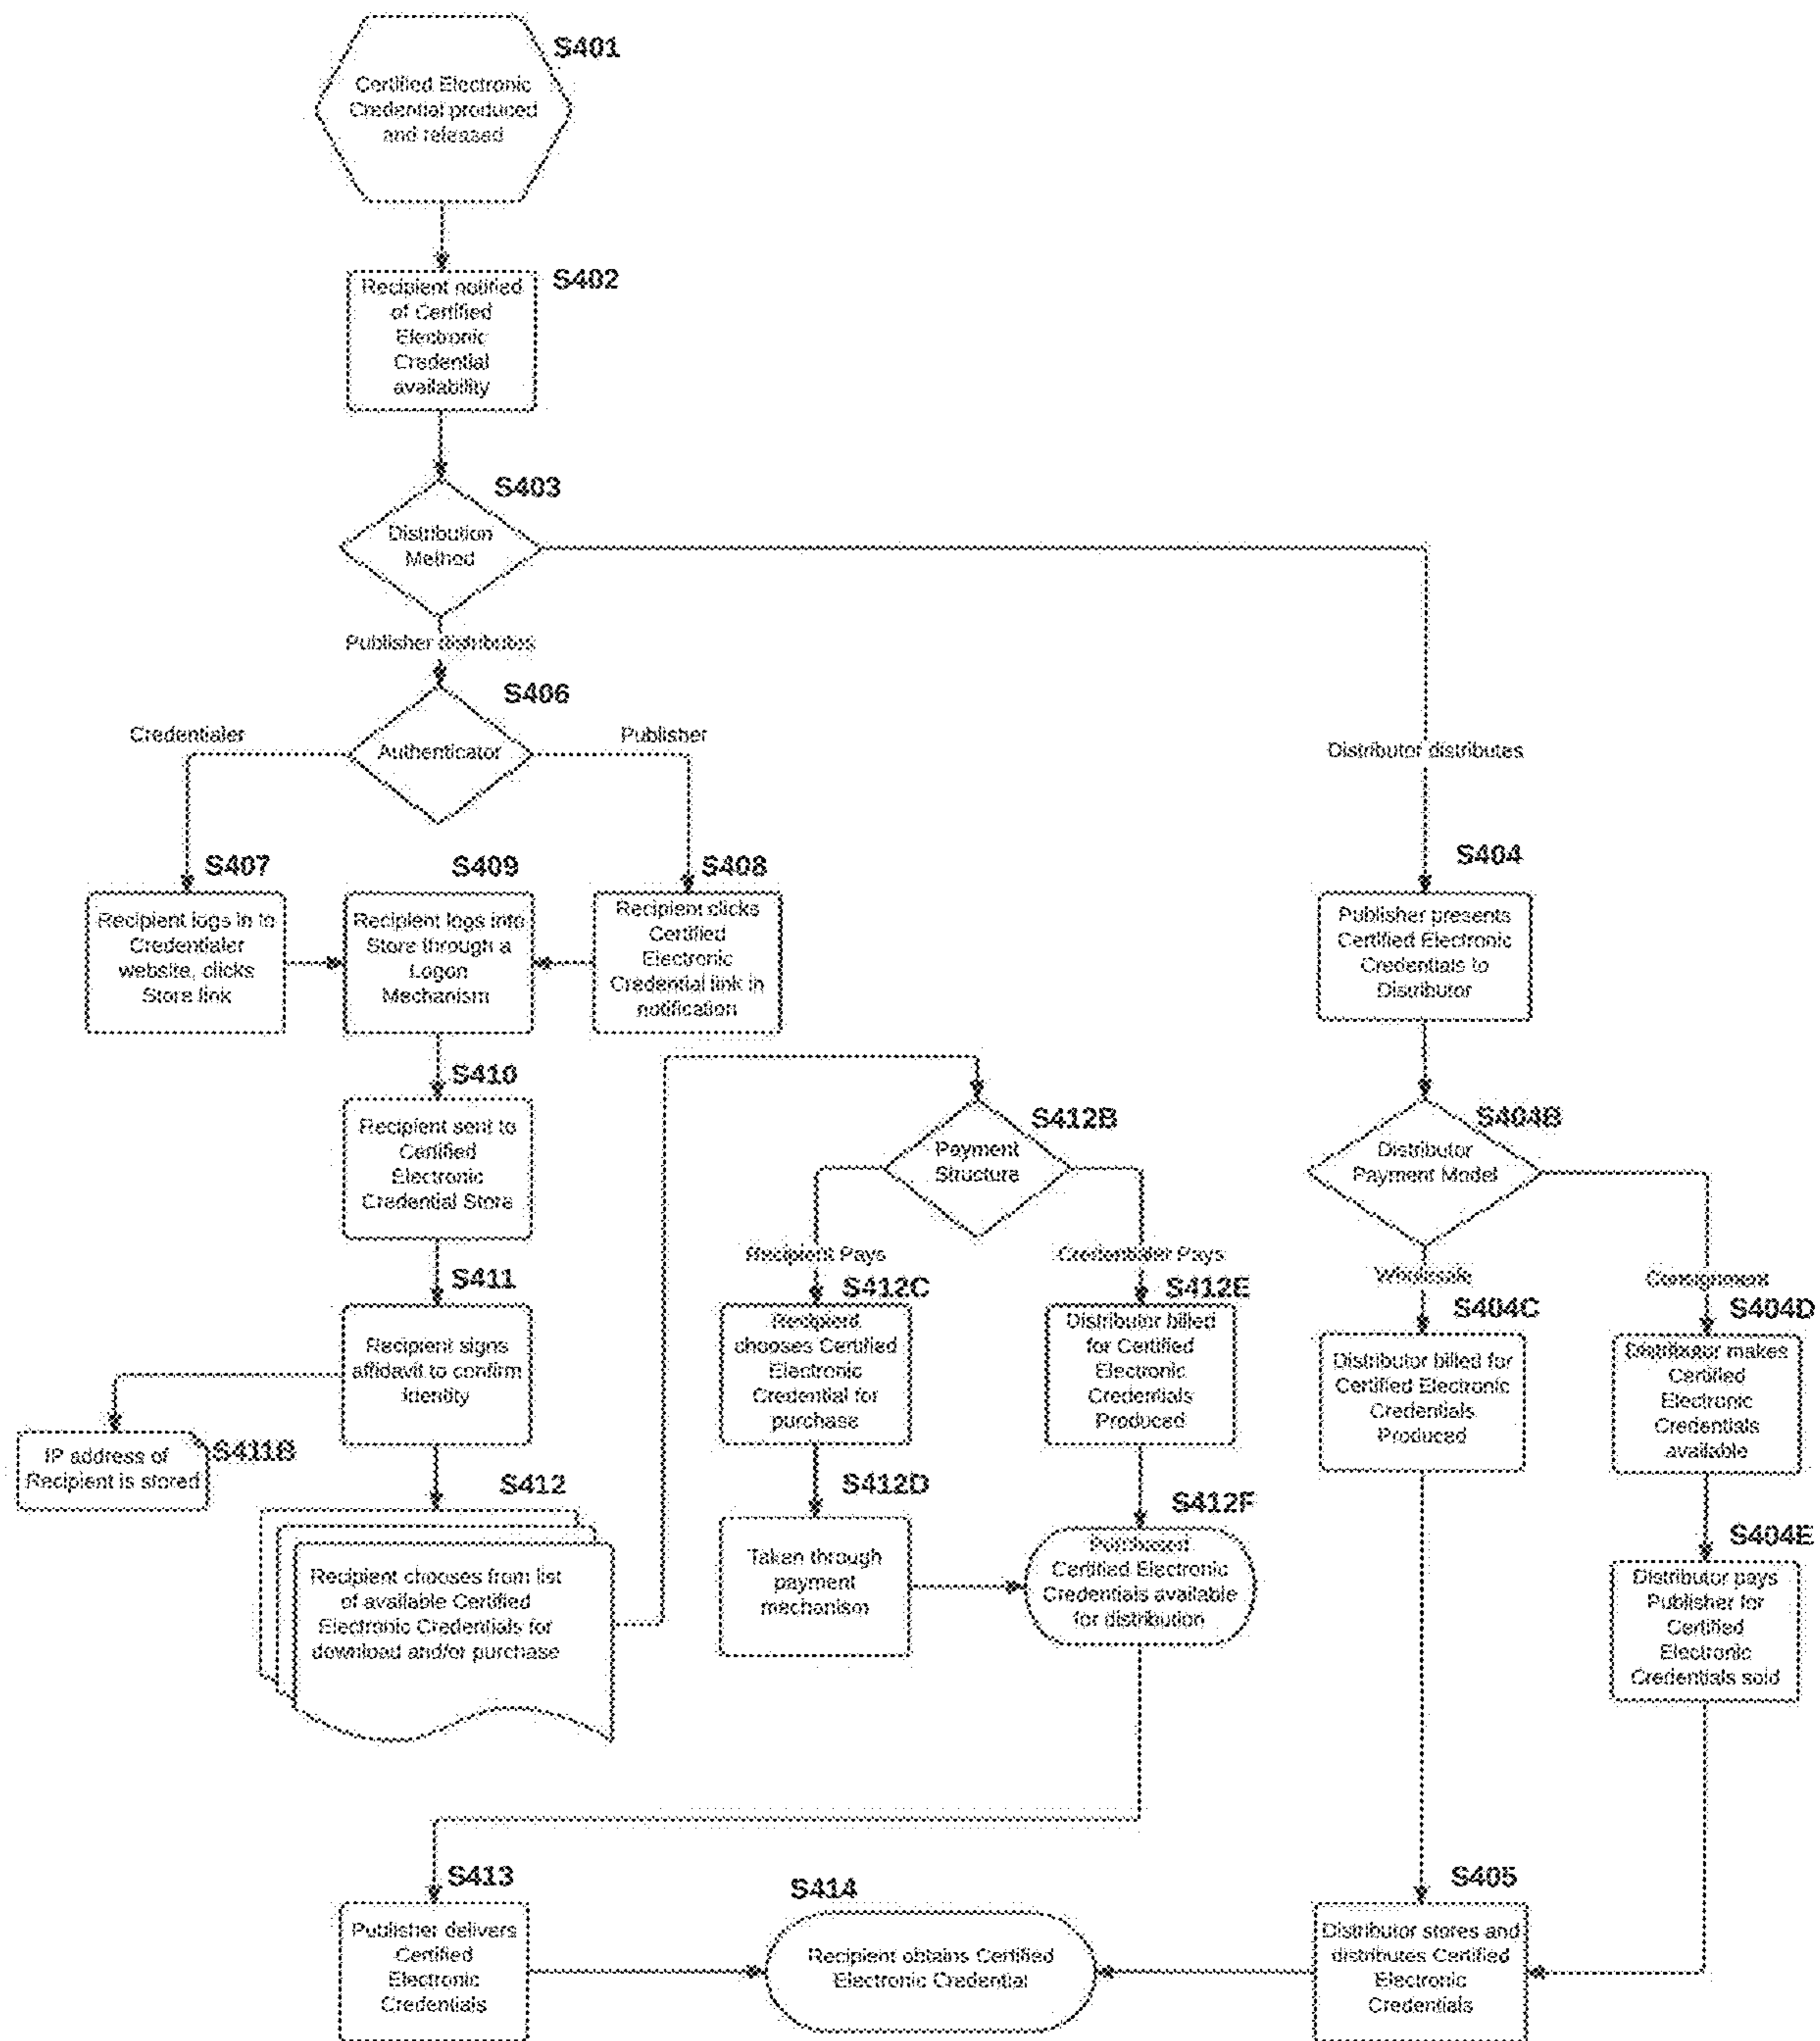 S401
Certified Electronic
Credential produced
and released
S402
Recipient notified
of Certified
Electronic
Credential
availability
S403
Distribution
Method
Publisher distributes
S406
Credentialer
Authenticator
Publisher
Distributor distributes
S407
Recipient logs in to
Credentialer
website, clicks
Store link
S409
Recipient logs into
Store through a
Logon
Mechanism
S408
Recipient clicks
Certified
Electronic
Credential link in
notification
S404
Publisher presents
Certified Electronic
Credentials to
Distributor
S410
Recipient sent to
Certified
Electronic
Credential Store
S412B
Payment
Structure
S404B
Distributor
Payment Model
Recipient Pays
Credentialer Pays
Wholesale
Consignment
S411
Recipient signs
affidavit to confirm
identity
S412C
Recipient
chooses Certified
Electronic
Credential for
purchase
S412E
Distributor billed
for Certified
Electronic
Credentials
Produced
S404C
Distributor billed for
Certified Electronic
Credentials
Produced
S404D
Distributor makes
Certified
Electronic
Credentials
available
S411B
IP address of
Recipient is stored
S412
Recipient chooses from list
of available Certified
Electronic Credentials for
download and/or purchase
S412D
Taken through
payment
mechanism
S412F
Purchased
Certified Electronic
Credentials available
for distribution
S404E
Distributor pays
Publisher for
Certified
Electronic
Credentials sold
S413
Publisher delivers
Certified
Electronic
Credentials
S414
Recipient obtains Certified
Electronic Credential
S405
Distributor stores and
distributes Certified
Electronic
Credentials